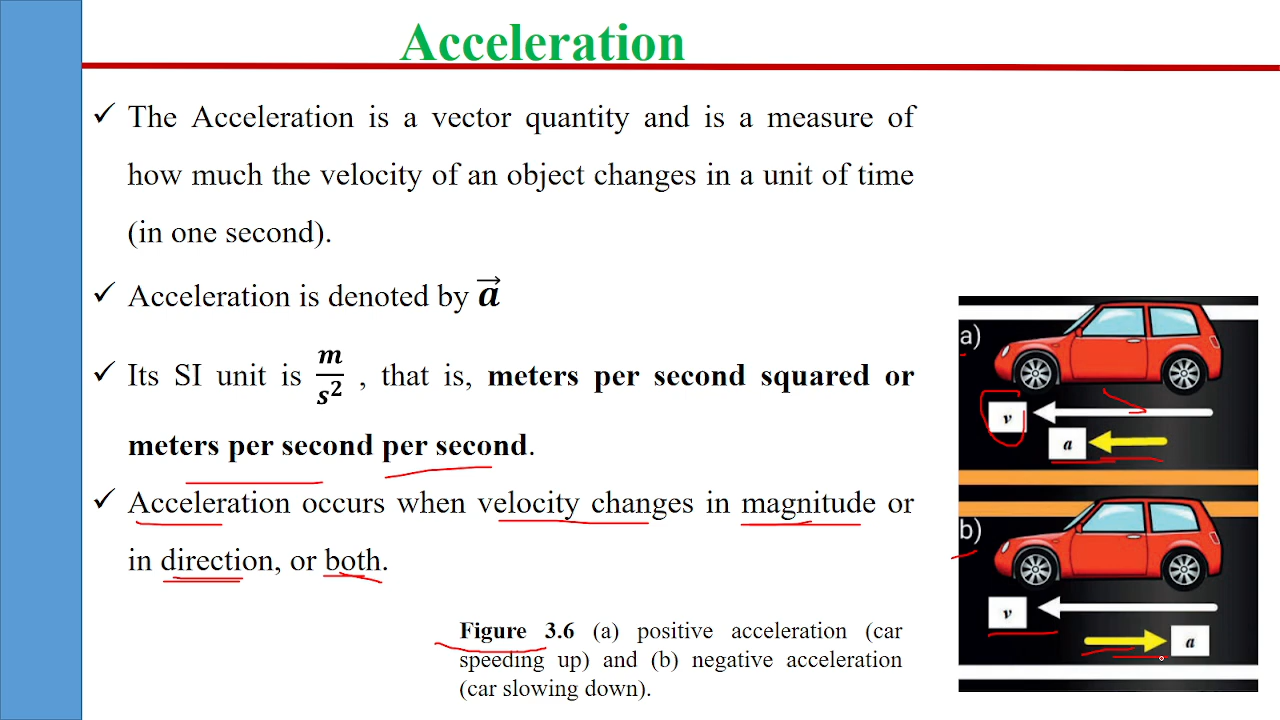 Acceleration
✓ The Acceleration is a vector quantity and is a measure of
how much the velocity of an object changes in a unit of time
(in one second).
✓ Acceleration is denoted by a⃗
✓ Its SI unit is m/s², that is, meters per second squared or
meters per second per second.
✓ Acceleration occurs when velocity changes in magnitude or
in direction, or both.
a)
v
a
b)
v
a
Figure 3.6 (a) positive acceleration (car
speeding up) and (b) negative acceleration
(car slowing down).